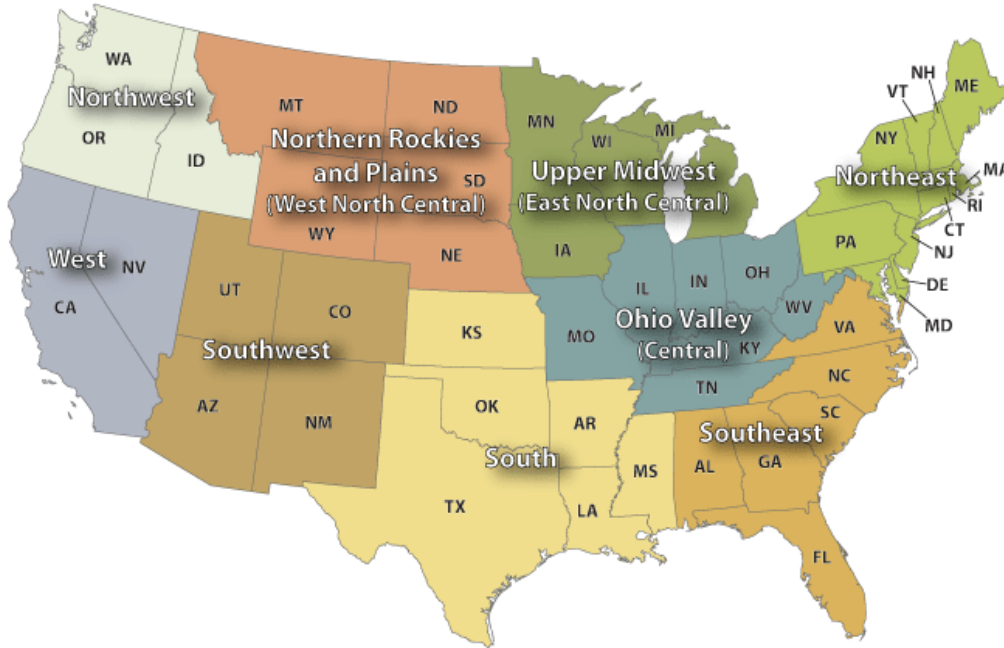 WA
Northwest
OR
ID
MT
ND
Northern Rockies
and Plains
(West North Central)
SD
WY
NE
MN
WI
MI
Upper Midwest
(East North Central)
IA
NH
VT
ME
NY
Northeast
MA
RI
CT
PA
NJ
DE
MD
West
NV
CA
UT
CO
Southwest
AZ
NM
KS
OK
AR
South
TX
LA
MS
IL
IN
OH
WV
MO
Ohio Valley
(Central)
KY
TN
VA
NC
SC
Southeast
AL
GA
FL